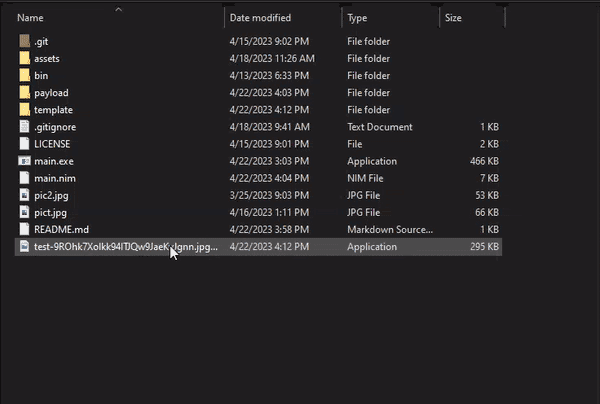 Name Date modified Type Size
.git 4/15/2023 9:02 PM File folder
assets 4/18/2023 11:26 AM File folder
bin 4/13/2023 6:33 PM File folder
payload 4/22/2023 4:03 PM File folder
template 4/22/2023 4:12 PM File folder
.gitignore 4/18/2023 9:41 AM Text Document 1 KB
LICENSE 4/15/2023 9:01 PM File 2 KB
main.exe 4/22/2023 3:03 PM Application 466 KB
main.nim 4/22/2023 4:04 PM NIM File 7 KB
pic2.jpg 3/25/2023 9:03 PM JPG File 53 KB
pict.jpg 4/16/2023 1:11 PM JPG File 66 KB
README.md 4/22/2023 3:58 PM Markdown Source... 1 KB
4/22/2023 4:12 PM Application 295 KB